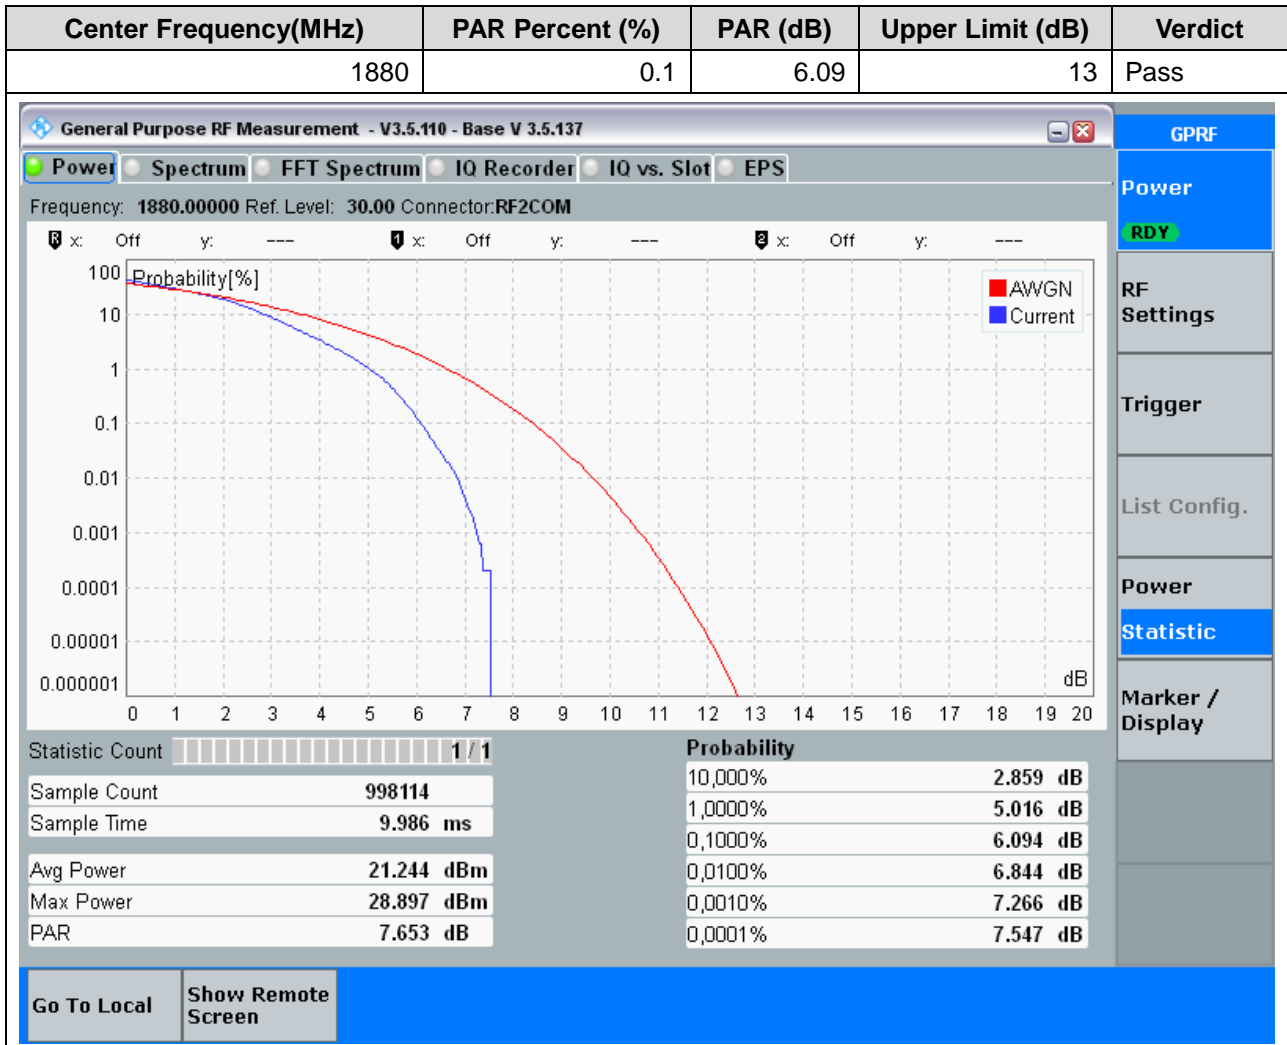 Center Frequency(MHz) PAR Percent (%) PAR (dB) Upper Limit (dB) Verdict
1880 0.1 6.09 13 Pass
General Purpose RF Measurement - V3.5.110 - Base V 3.5.137
GPRF
Power Spectrum FFT Spectrum IQ Recorder IQ vs. Slot EPS
Power
RDY
Frequency: 1880.00000 Ref. Level: 30.00 Connector:RF2COM
R x: Off y: --- 1 x: Off y: --- 2 x: Off y: ---
Probability[%]
AWGN
Current
100
10
1
0.1
0.01
0.001
0.0001
0.00001
0.000001
dB
0 1 2 3 4 5 6 7 8 9 10 11 12 13 14 15 16 17 18 19 20
RF
Settings
Trigger
List Config.
Power
Statistic
Marker /
Display
Statistic Count 1 / 1
Sample Count 998114
Sample Time 9.986 ms
Avg Power 21.244 dBm
Max Power 28.897 dBm
PAR 7.653 dB
Probability
10,000% 2.859 dB
1,0000% 5.016 dB
0,1000% 6.094 dB
0,0100% 6.844 dB
0,0010% 7.266 dB
0,0001% 7.547 dB
Go To Local
Show Remote
Screen